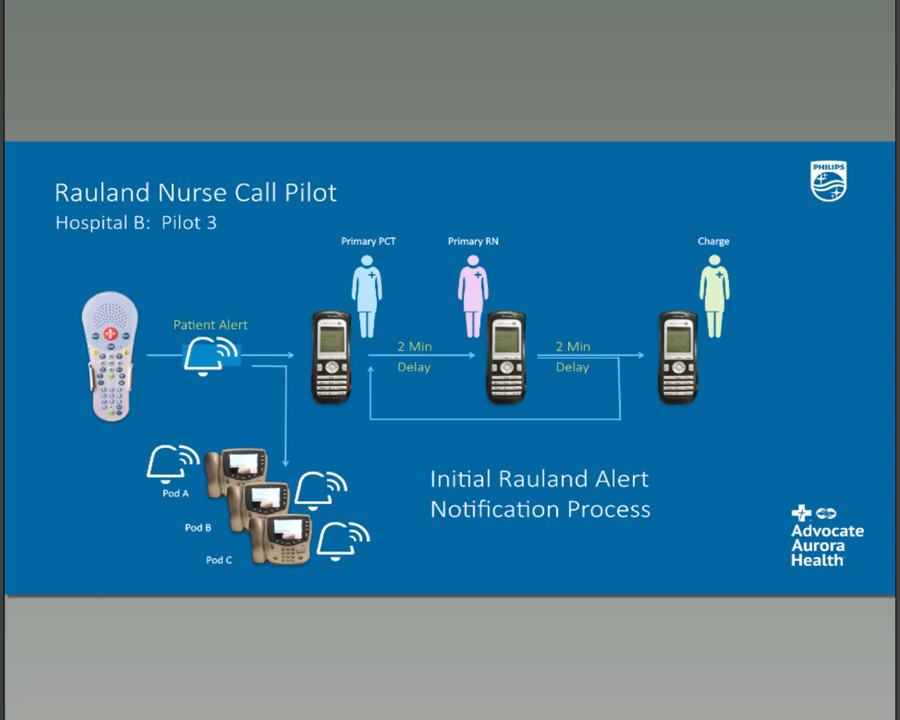 Rauland Nurse Call Pilot
Hospital B: Pilot 3
PHILIPS
Primary PCT
Primary RN
Charge
Patient Alert
2 Min
Delay
2 Min
Delay
Pod A
Pod B
Pod C
Initial Rauland Alert
Notification Process
Advocate
Aurora
Health